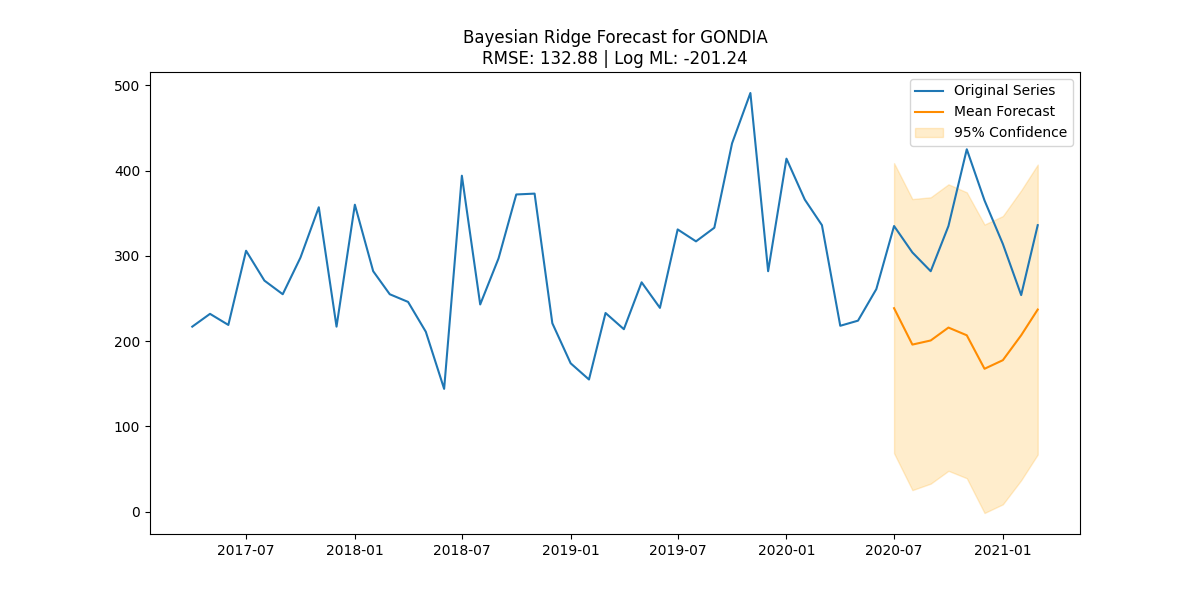 Bayesian Ridge Forecast for GONDIA
RMSE: 132.88 | Log ML: -201.24
Original Series
Mean Forecast
95% Confidence
500
400
300
200
100
0
2017-07
2018-01
2018-07
2019-01
2019-07
2020-01
2020-07
2021-01